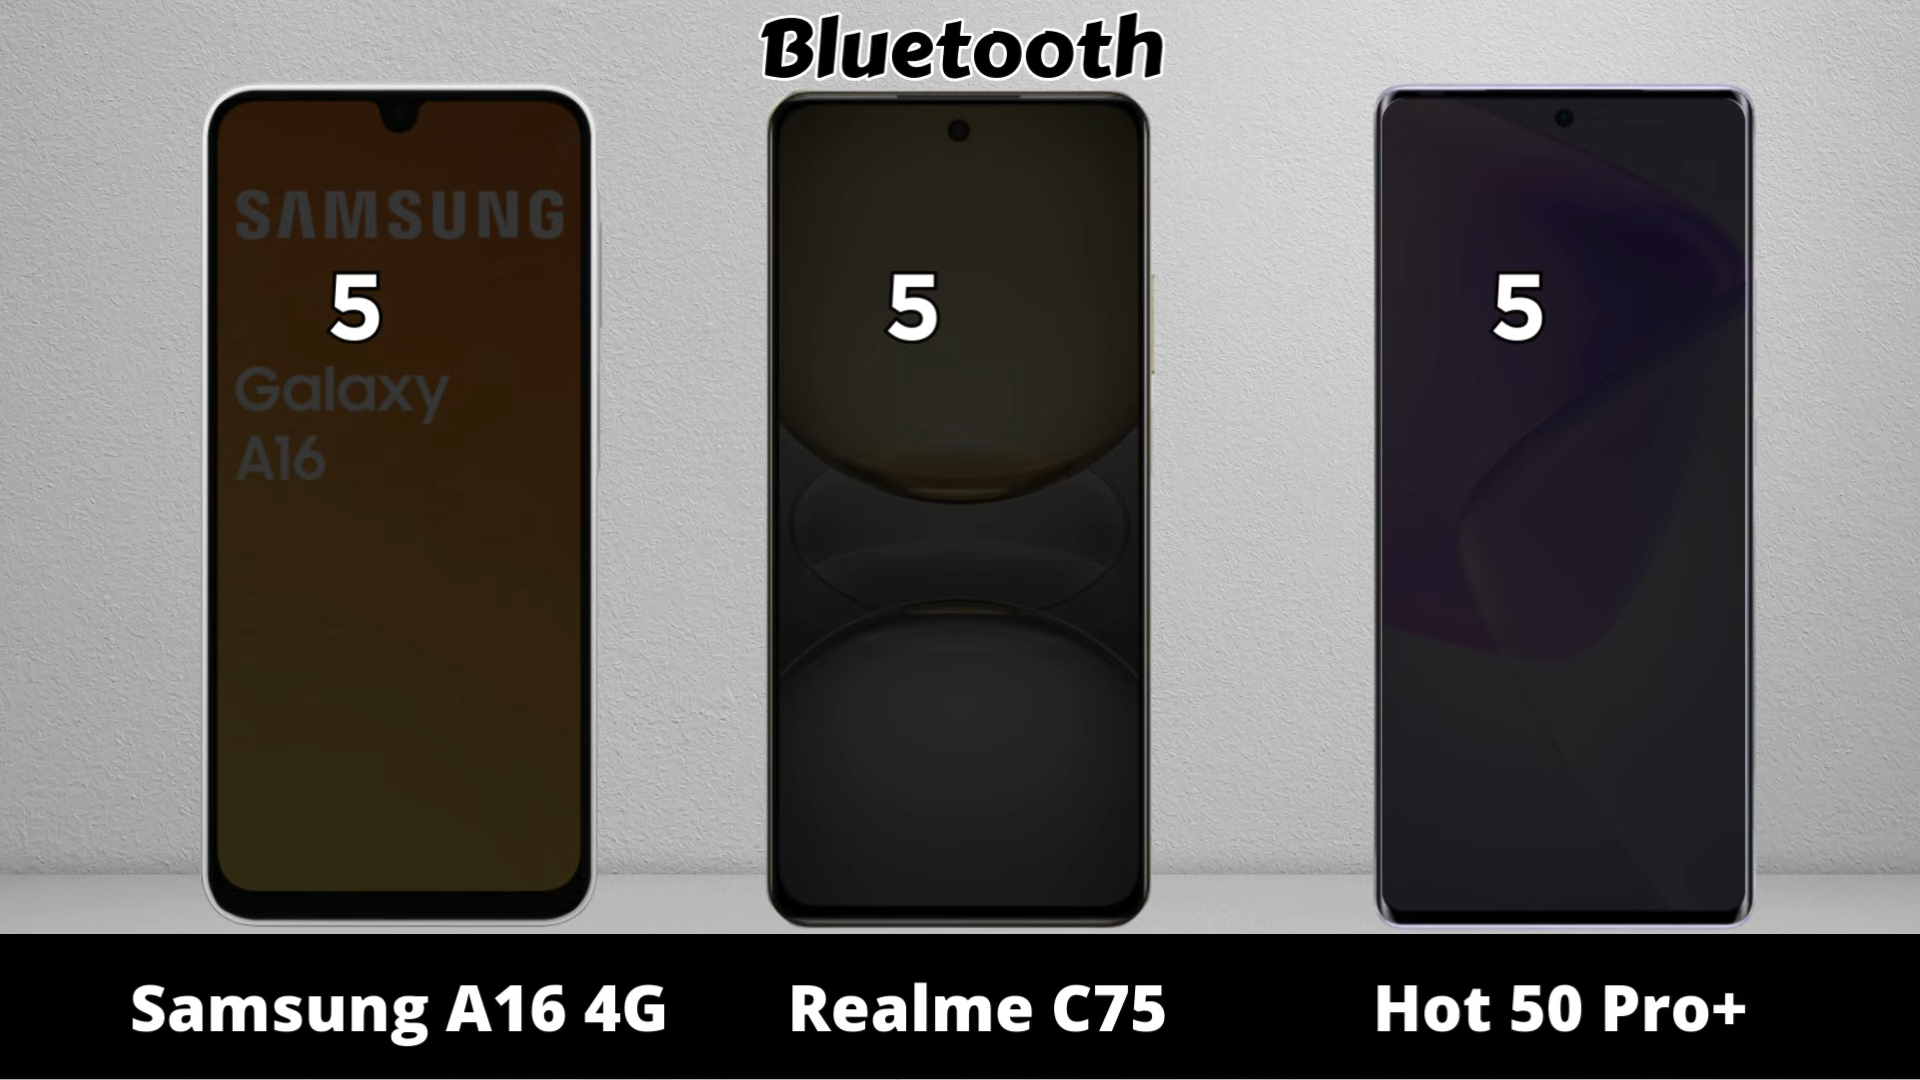 Bluetooth
SAMSUNG
5
Galaxy
A16
5
5
Samsung A16 4G
Realme C75
Hot 50 Pro+